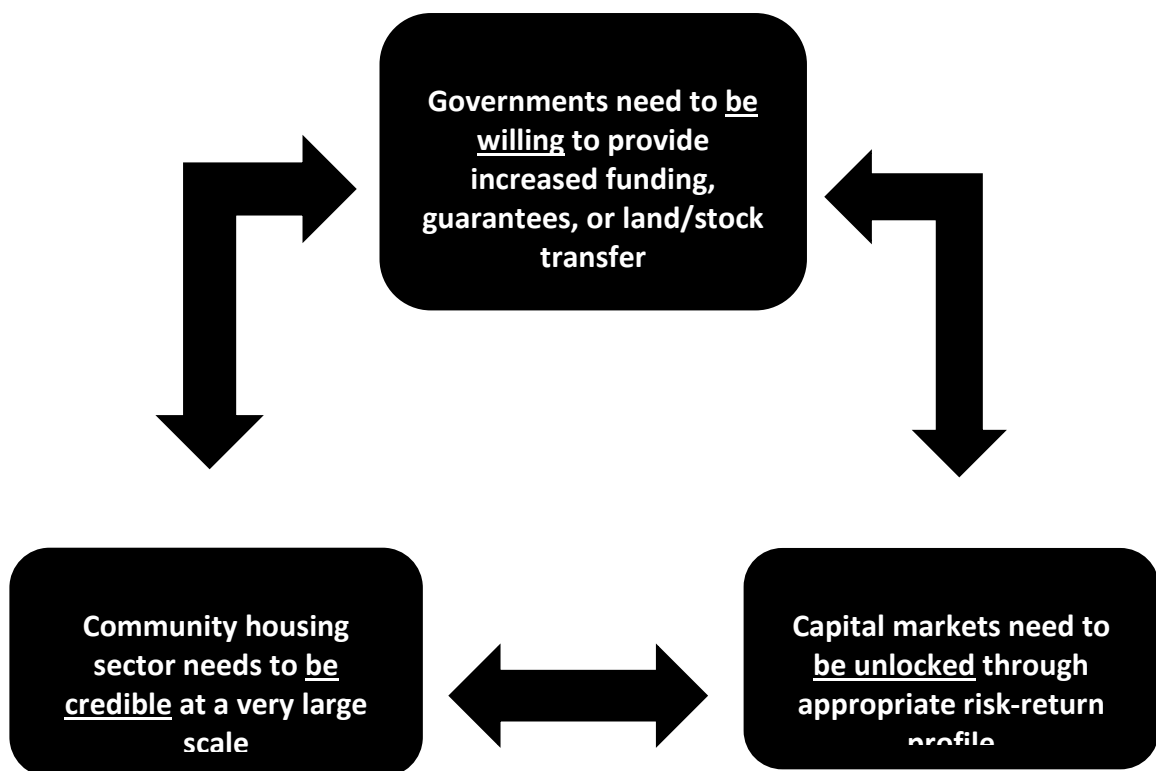 Governments need to be
willing to provide
increased funding,
guarantees, or land/stock
transfer
Community housing
sector needs to be
credible at a very large
scale
Capital markets need to
be unlocked through
appropriate risk-return
profile